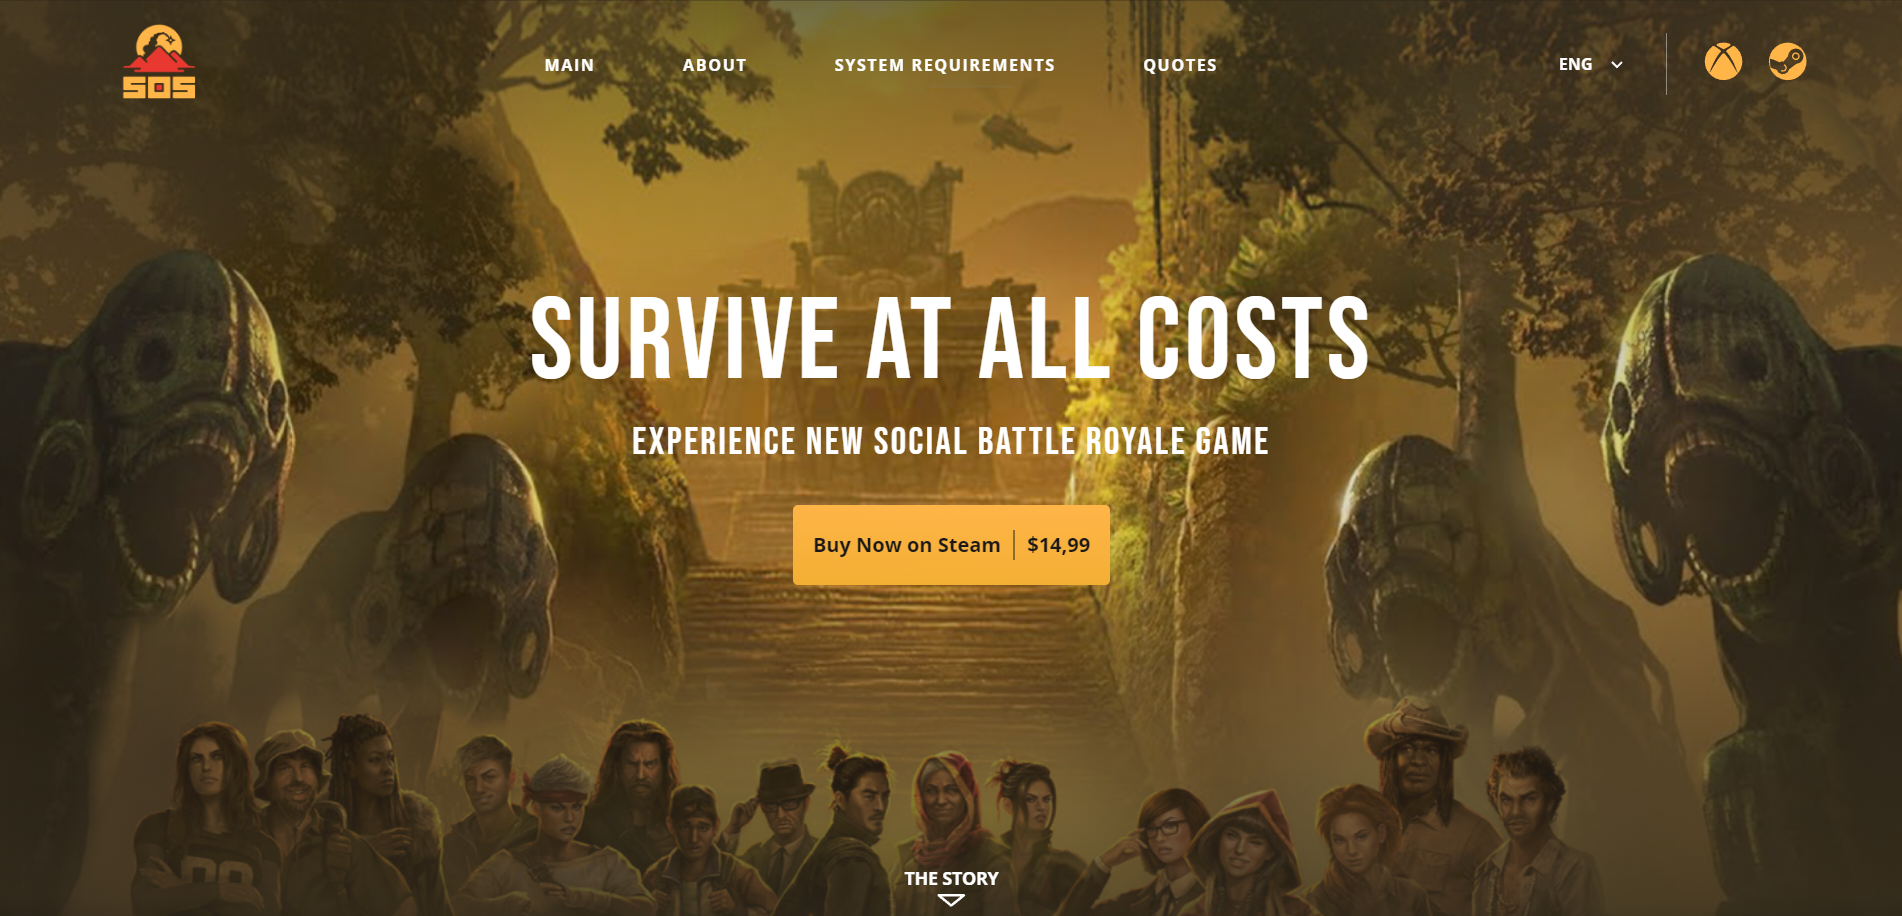 SOS
MAIN
ABOUT
SYSTEM REQUIREMENTS
QUOTES
ENG
SURVIVE AT ALL COSTS
EXPERIENCE NEW SOCIAL BATTLE ROYALE GAME
Buy Now on Steam | $14,99
THE STORY